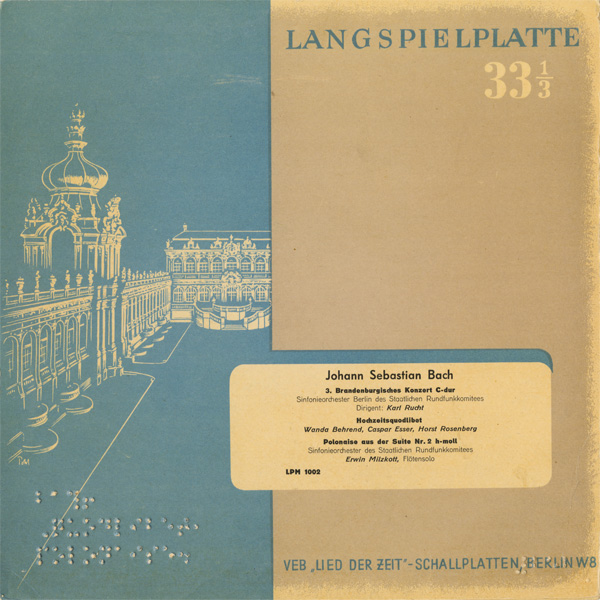 LANGSPIELPLATTE
33 1/3
Johann Sebastian Bach
3. Brandenburgisches Konzert C-dur
Sinfonieorchester Berlin des Staatlichen Rundfunkkomitees
Dirigent: Karl Rucht
Hochzeitsquodlibet
Wanda Behrend, Caspar Esser, Horst Rosenberg
Polonaise aus der Suite Nr. 2 h-moll
Sinfonieorchester des Staatlichen Rundfunkkomitees
Erwin Milzkott, Flötensolo
LPM 1002
VEB „LIED DER ZEIT"-SCHALLPLATTEN, BERLIN W8